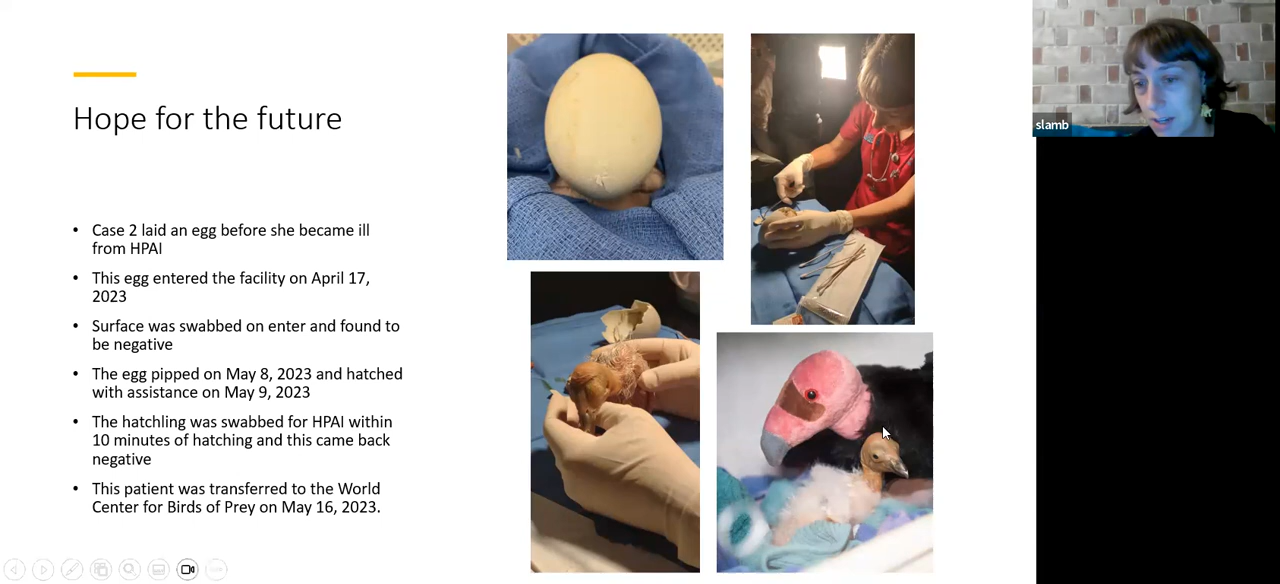 slamb
Hope for the future
• Case 2 laid an egg before she became ill
from HPAI
• This egg entered the facility on April 17,
2023
• Surface was swabbed on enter and found to
be negative
• The egg pipped on May 8, 2023 and hatched
with assistance on May 9, 2023
• The hatchling was swabbed for HPAI within
10 minutes of hatching and this came back
negative
• This patient was transferred to the World
Center for Birds of Prey on May 16, 2023.